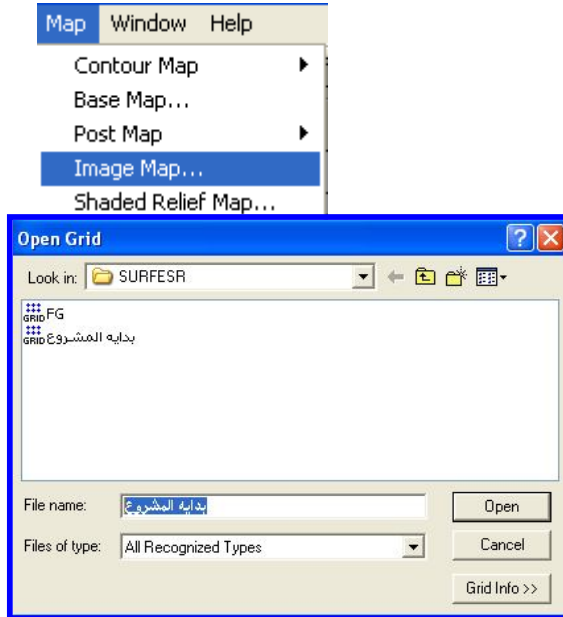 Map Window Help
Contour Map
Base Map...
Post Map
Image Map...
Shaded Relief Map...
Open Grid
Look in: SURFESR
GRID FG
GRID بدايه المشروع
File name: بدايه المشروع Open
Files of type: All Recognized Types Cancel
Grid Info >>